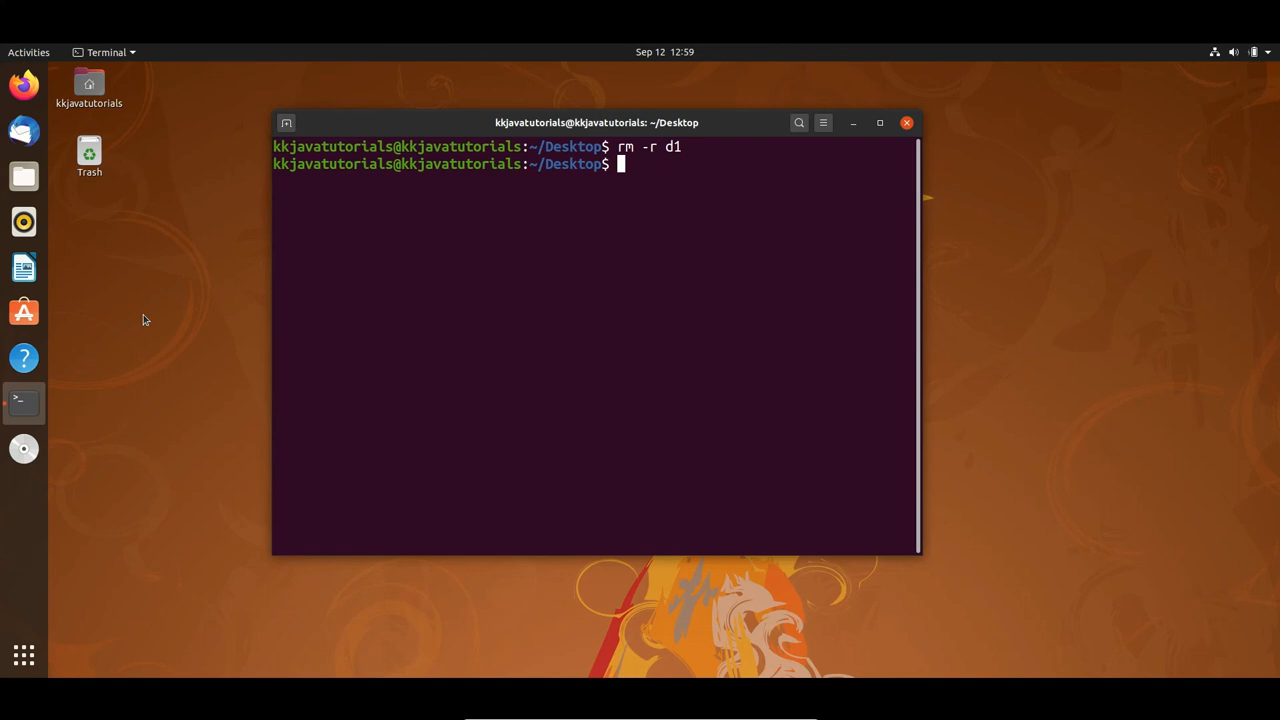 Activities
Terminal
Sep 12 12:59
kkjavatutorials
Trash
kkjavatutorials@kkjavatutorials: ~/Desktop
kkjavatutorials@kkjavatutorials:~/Desktop$ rm -r d1
kkjavatutorials@kkjavatutorials:~/Desktop$